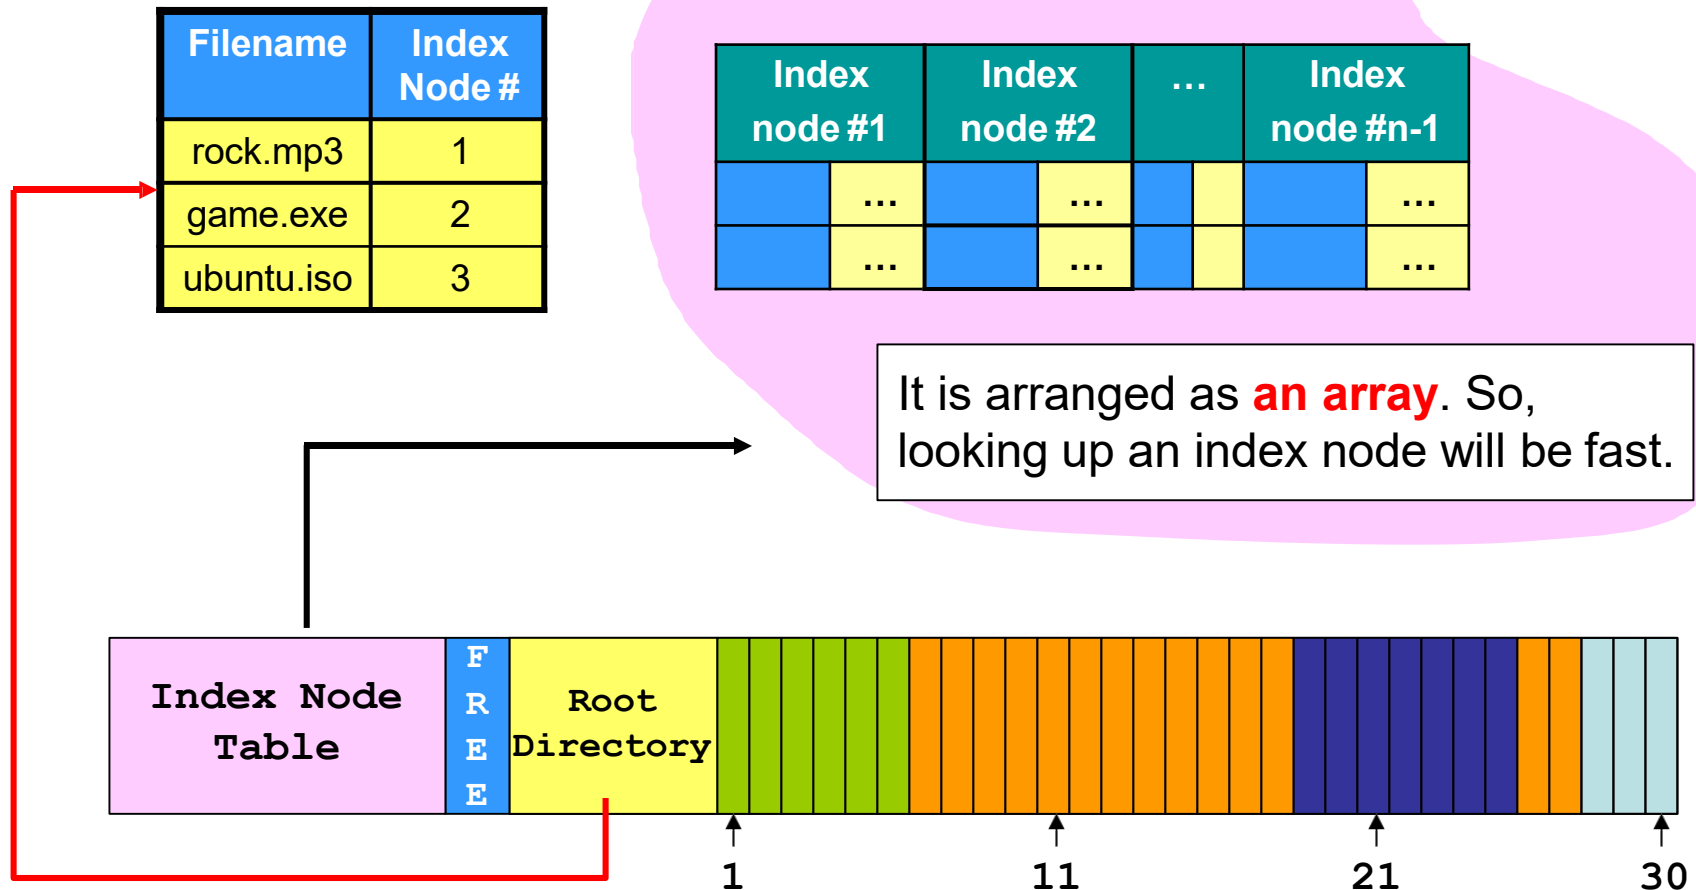 Filename
Index
Node #
rock.mp3 1
game.exe 2
ubuntu.iso 3
Index
node #1
Index
node #2
...
Index
node #n-1
... ... ...
... ... ...
It is arranged as an array. So,
looking up an index node will be fast.
Index Node
Table
F
R
E
E
Root
Directory
1 11 21 30